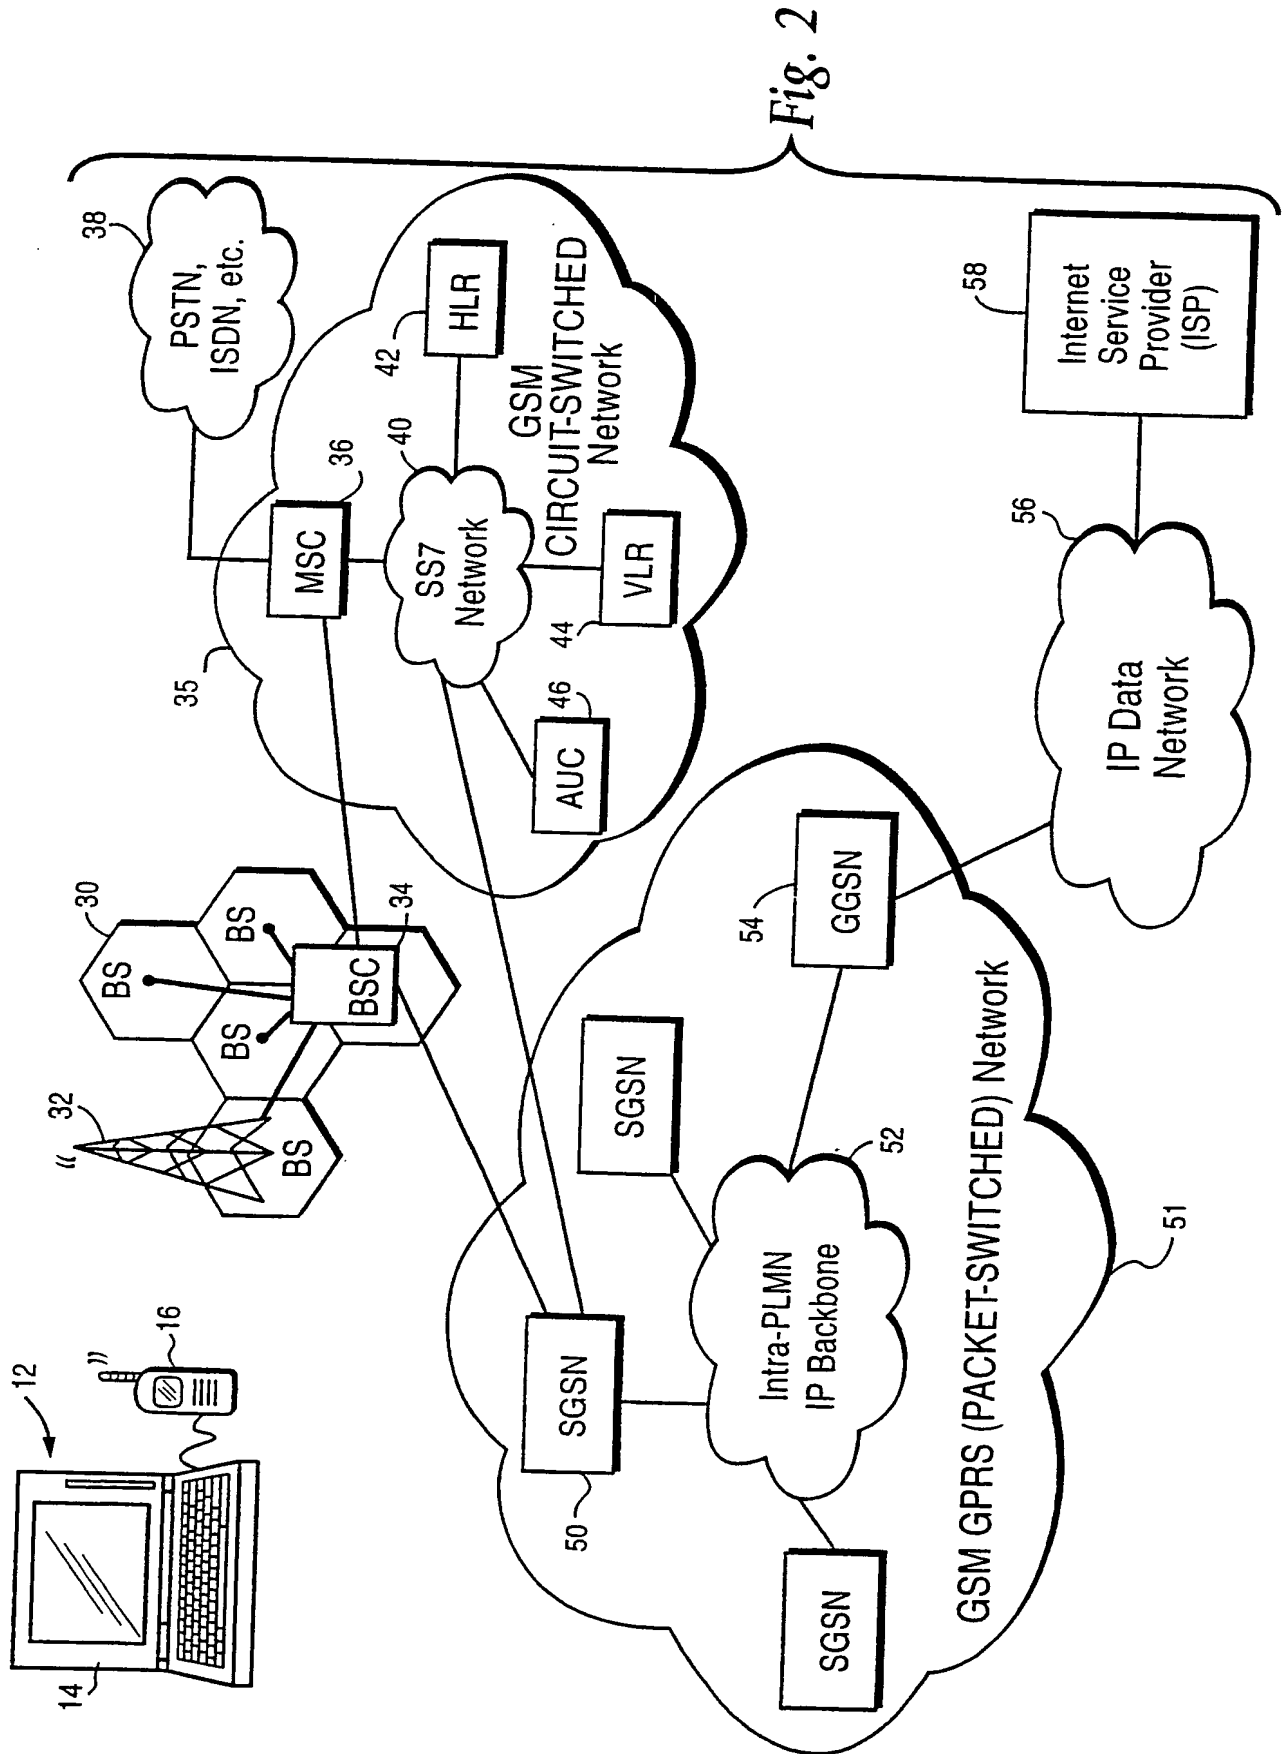 12
14
16
32
BS
BS
BS
BS
30
BSC
34
38
PSTN,
ISDN, etc.
35
MSC
36
SS7
Network
40
42
HLR
44
VLR
46
AUC
GSM
CIRCUIT-SWITCHED
Network
SGSN
50
SGSN
SGSN
Intra-PLMN
IP Backbone
52
54
GGSN
GSM GPRS (PACKET-SWITCHED) Network
51
IP Data
Network
56
Internet
Service
Provider
(ISP)
58
Fig. 2